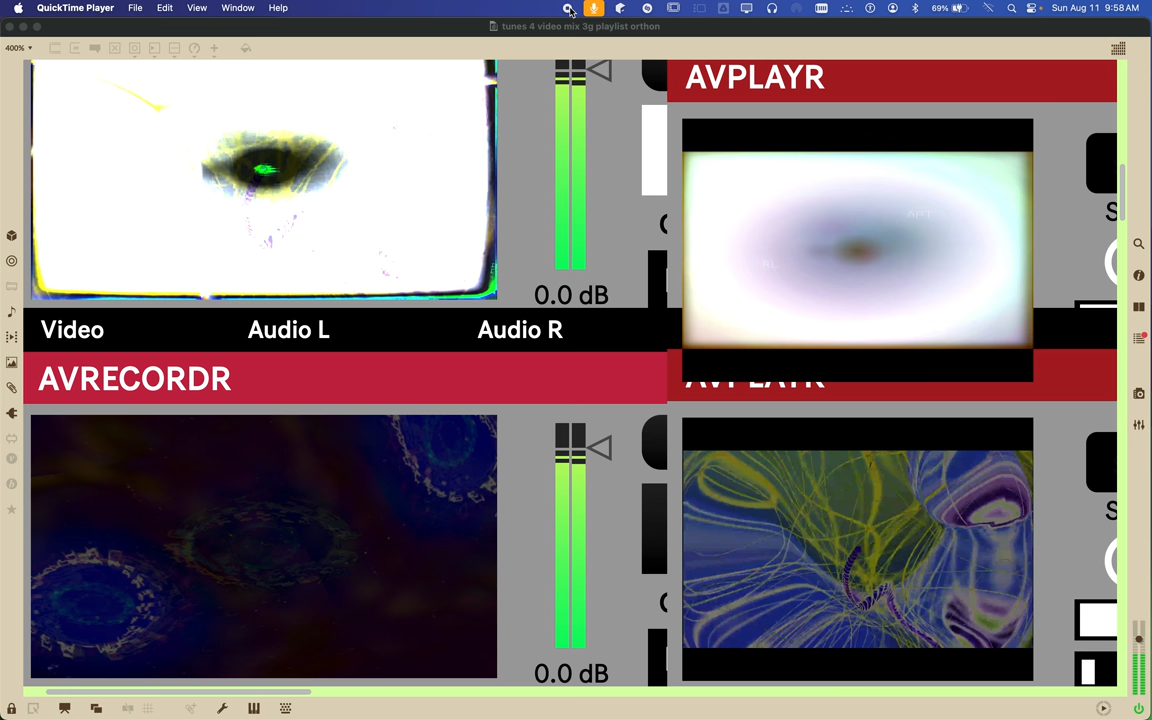 QuickTime Player File Edit View Window Help
69%
Sun Aug 11 9:58 AM
tunes 4 video mix 3g playlist orthon
400%
AVPLAYR
0.0 dB
Video
Audio L
Audio R
AVRECORDR
0.0 dB